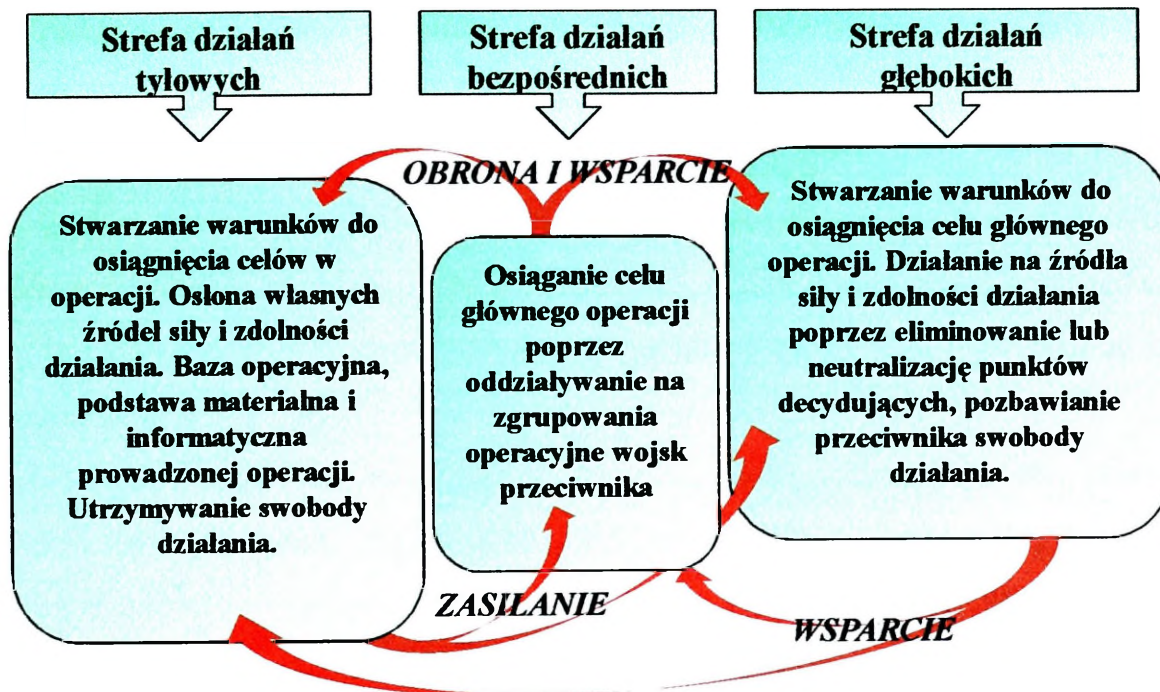 Strefa działań
tyłowych
Strefa działań
bezpośrednich
Strefa działań
głębokich
OBRONA I WSPARCIE
Stwarzanie warunków do
osiągnięcia celów w
operacji. Osłona własnych
źródeł siły i zdolności
działania. Baza operacyjna,
podstawa materialna i
informatyczna
prowadzonej operacji.
Utrzymywanie swobody
działania.
Osiąganie celu
głównego operacji
poprzez
oddziaływanie na
zgrupowania
operacyjne wojsk
przeciwnika
Stwarzanie warunków do
osiągnięcia celu głównego
operacji. Działanie na źródła
siły i zdolności działania
poprzez eliminowanie lub
neutralizację punktów
decydujących, pozbawianie
przeciwnika swobody
działania.
ZASILANIE
WSPARCIE